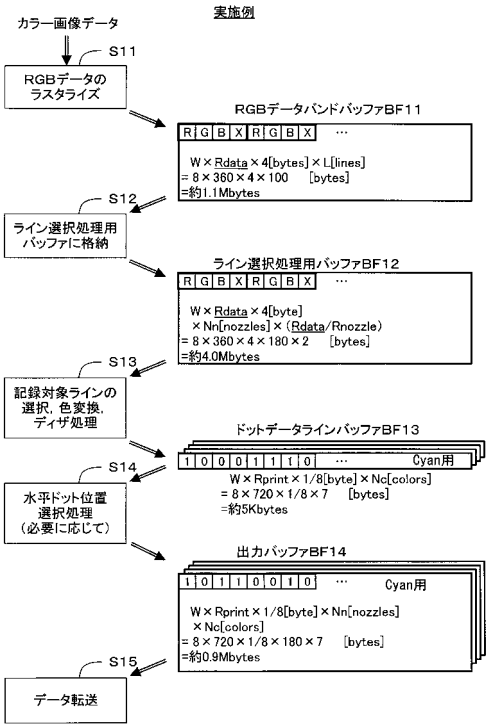 実施例
カラー画像データ
S11
RGBデータの
ラスタライズ
RGBデータバンドバッファBF11
R G B X R G B X …
W×Rdata×4[bytes]×L[lines]
=8×360×4×100 [bytes]
=約1.1Mbytes
S12
ライン選択処理用
バッファに格納
ライン選択処理用バッファBF12
R G B X R G B X …
W×Rdata×4[byte]
×Nn[nozzles]×(Rdata/Rnozzle)
=8×360×4×180×2 [bytes]
=約4.0Mbytes
S13
記録対象ラインの
選択，色変換，
ディザ処理
ドットデータラインバッファBF13
1 0 0 0 1 1 1 0 … Cyan用
W×Rprint×1/8[byte]×Nc[colors]
=8×720×1/8×7 [bytes]
=約5Kbytes
S14
水平ドット位置
選択処理
(必要に応じて)
出力バッファBF14
1 0 1 1 0 0 1 0 … Cyan用
W×Rprint×1/8[byte]×Nn[nozzles]
×Nc[colors]
=8×720×1/8×180×7 [bytes]
=約0.9Mbytes
S15
データ転送